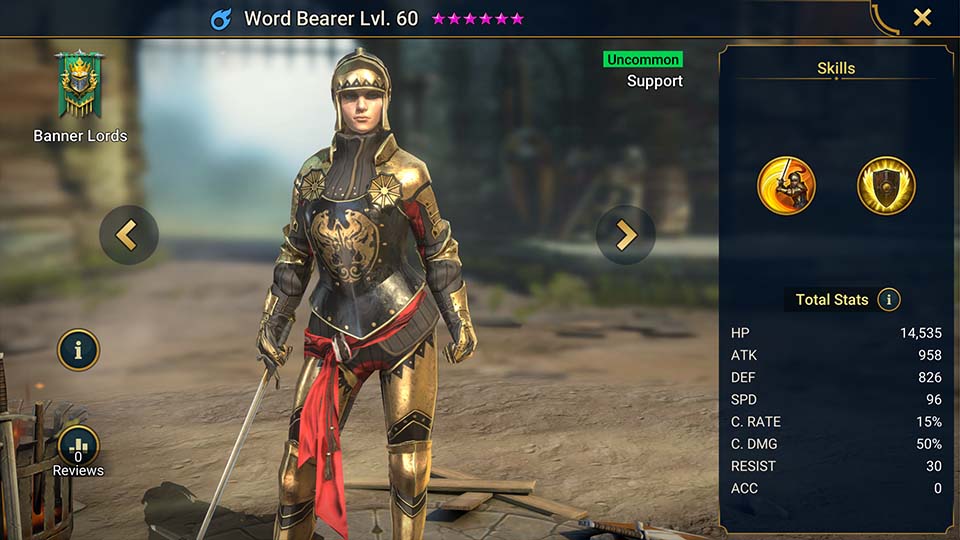 Word Bearer Lvl. 60
Banner Lords
Uncommon
Support
0
Reviews
Skills
Total Stats i
HP 14,535
ATK 958
DEF 826
SPD 96
C. RATE 15%
C. DMG 50%
RESIST 30
ACC 0